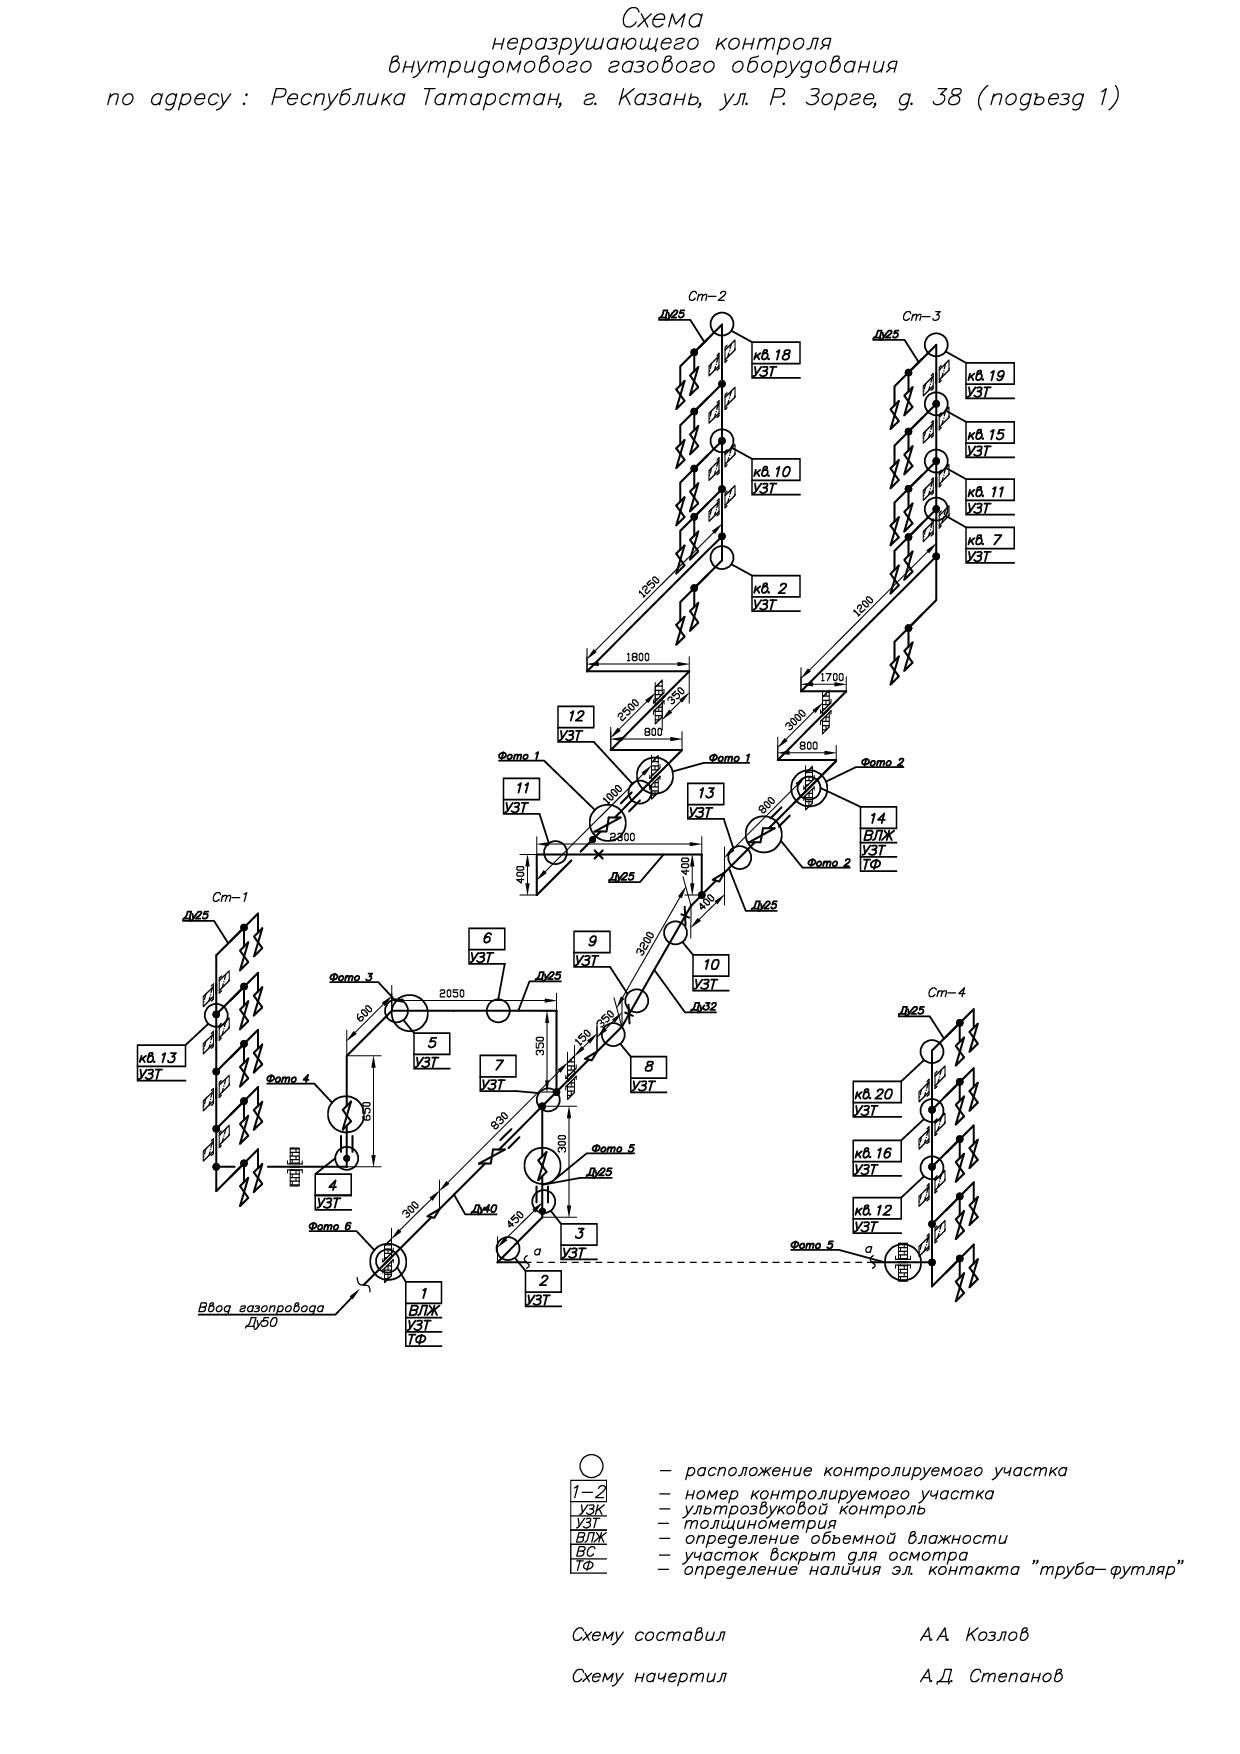 Схема
неразрушающего контроля
внутридомового газового оборудования
по адресу : Республика Татарстан, г. Казань, ул. Р. Зорге, д. 38 (подъезд 1)
Ст-2
Ду25
кв. 18
УЗТ
кв. 10
УЗТ
кв. 2
УЗТ
1250
1800
2500
350
800
Ст-3
Ду25
кв. 19
УЗТ
кв. 15
УЗТ
кв. 11
УЗТ
кв. 7
УЗТ
1200
1700
3000
800
12
УЗТ
Фото 1
Фото 1
11
УЗТ
1000
2300
400
Ду25
400
13
УЗТ
800
Фото 2
14
ВЛЖ
УЗТ
ТФ
Фото 2
400
Ду25
Ст-1
Ду25
кв. 13
УЗТ
Фото 3
6
УЗТ
2050
Ду25
600
5
УЗТ
350
Фото 4
650
4
УЗТ
9
УЗТ
3200
10
УЗТ
Ду32
350
150
8
УЗТ
7
УЗТ
830
300
Фото 5
Ду25
300
Ду40
450
3
УЗТ
а
2
УЗТ
Фото 6
1
ВЛЖ
УЗТ
ТФ
Ввод газопровода
Ду50
Ст-4
Ду25
кв. 20
УЗТ
кв. 16
УЗТ
кв. 12
УЗТ
Фото 5
а
– расположение контролируемого участка
1-2 – номер контролируемого участка
УЗК – ультрозвуковой контроль
УЗТ – толщинометрия
ВЛЖ – определение объемной влажности
ВС – участок вскрыт для осмотра
ТФ – определение наличия эл. контакта "труба-футляр"
Схему составил А.А. Козлов
Схему начертил А.Д. Степанов